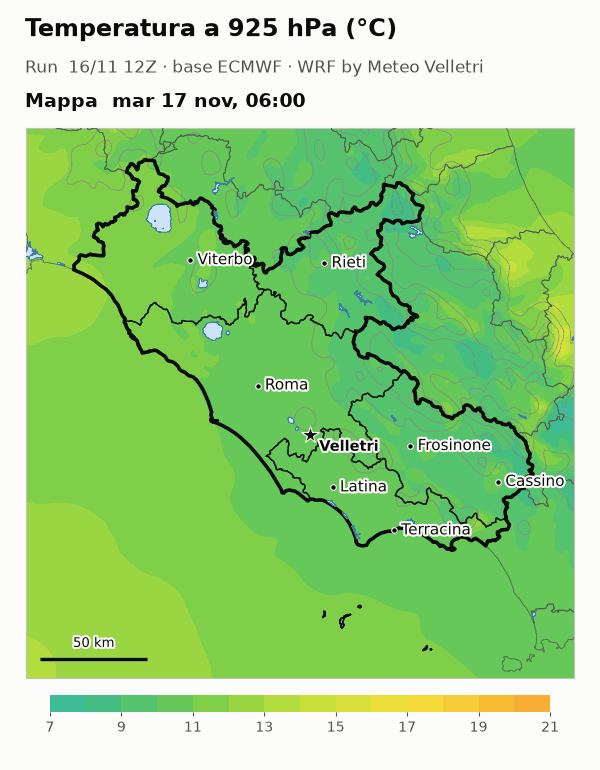 Temperatura a 925 hPa (°C)
Run  16/11 12Z · base ECMWF · WRF by Meteo Velletri
Mappa  mar 17 nov, 06:00
Viterbo
Rieti
Roma
Velletri
Frosinone
Cassino
Latina
Terracina
50 km
7 9 11 13 15 17 19 21